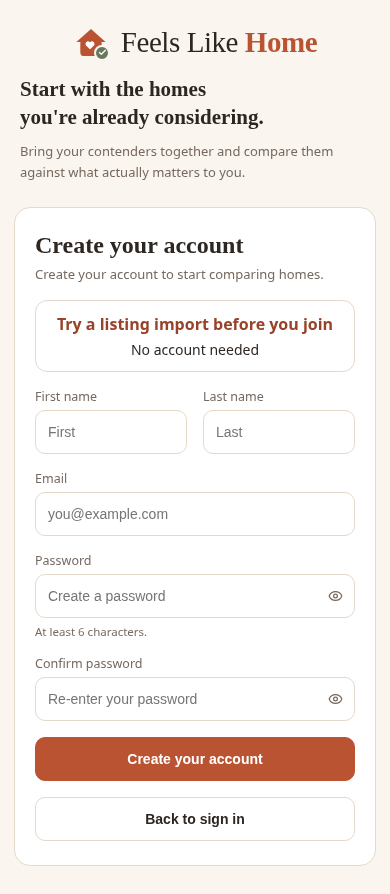 Feels Like Home
Start with the homes
you're already considering.
Bring your contenders together and compare them
against what actually matters to you.
Create your account
Create your account to start comparing homes.
Try a listing import before you join
No account needed
First name
Last name
First
Last
Email
you@example.com
Password
Create a password
At least 6 characters.
Confirm password
Re-enter your password
Create your account
Back to sign in